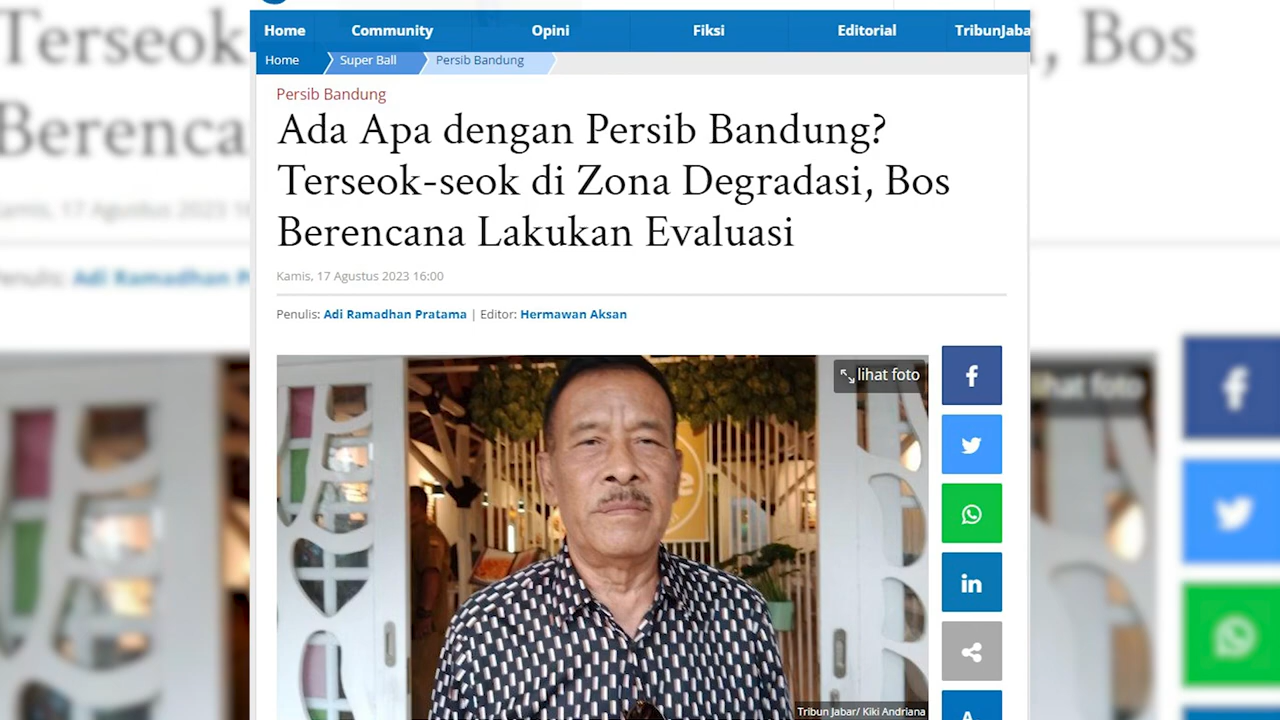 Home Community Opini Fiksi Editorial TribunJaba
Home Super Ball Persib Bandung
Persib Bandung
Ada Apa dengan Persib Bandung?
Terseok-seok di Zona Degradasi, Bos
Berencana Lakukan Evaluasi
Kamis, 17 Agustus 2023 16:00
Penulis: Adi Ramadhan Pratama | Editor: Hermawan Aksan
lihat foto
Tribun Jabar/ Kiki Andriana